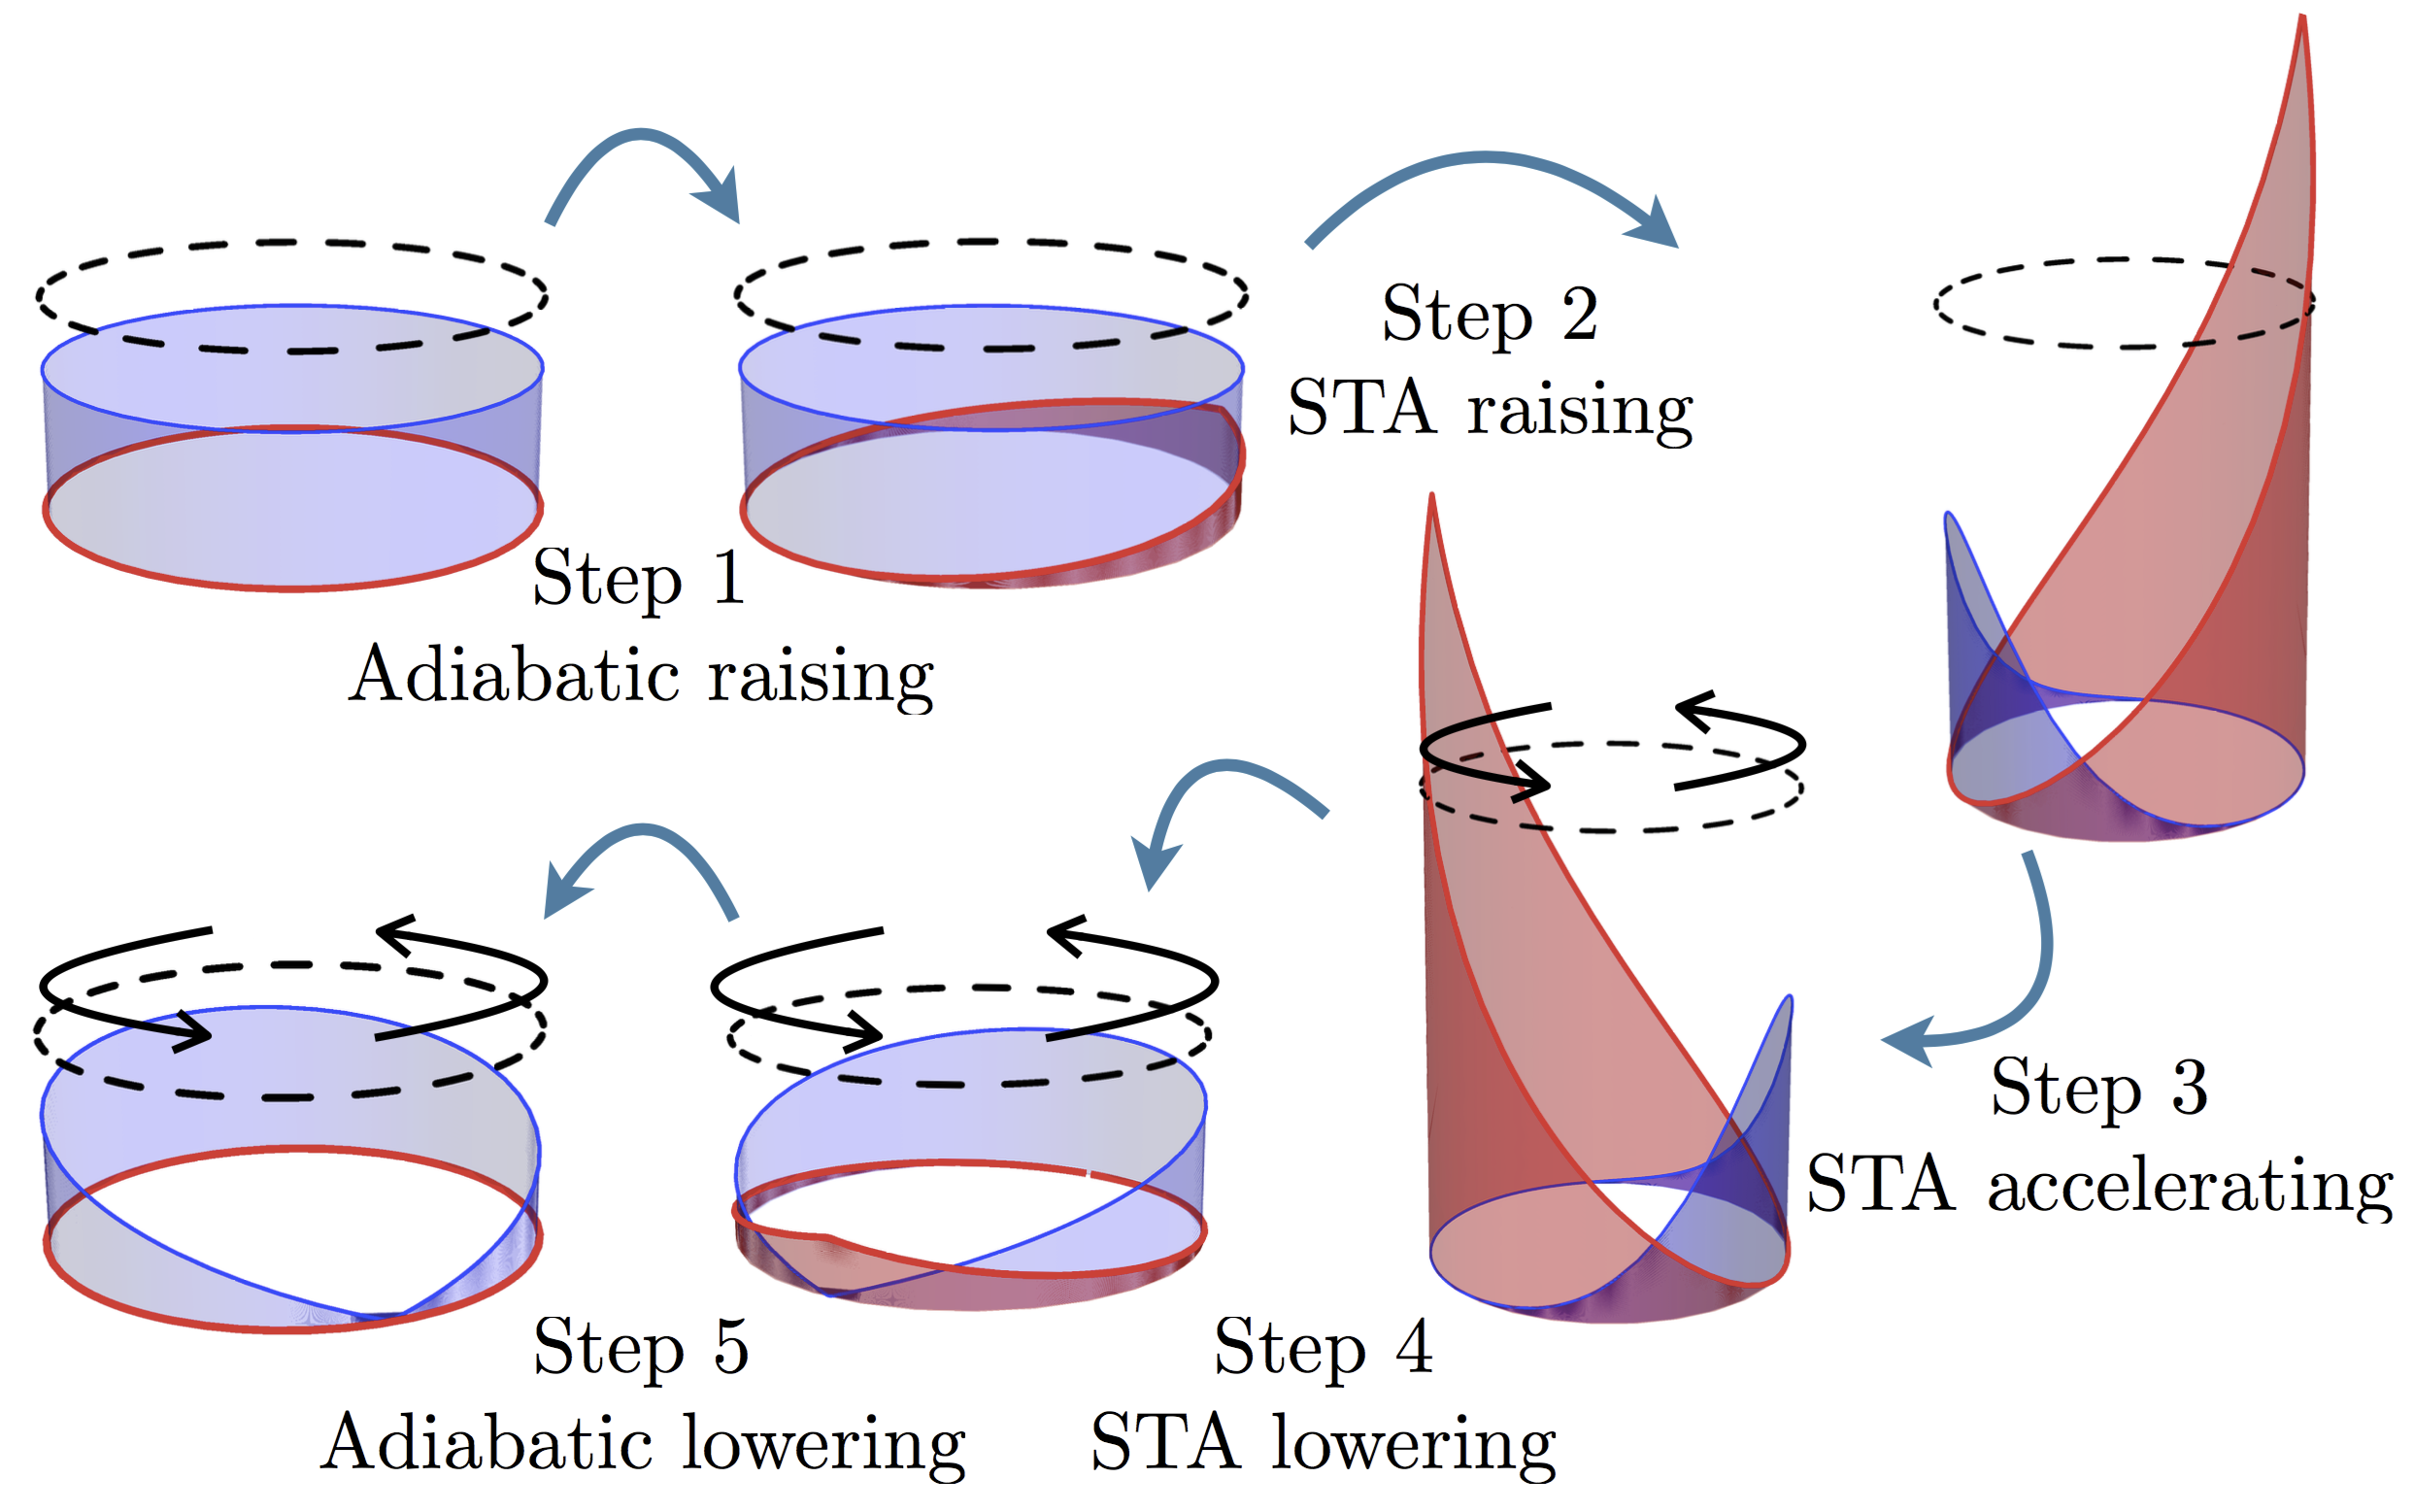 Step 1
Adiabatic raising
Step 2
STA raising
Step 3
STA accelerating
Step 4
STA lowering
Step 5
Adiabatic lowering